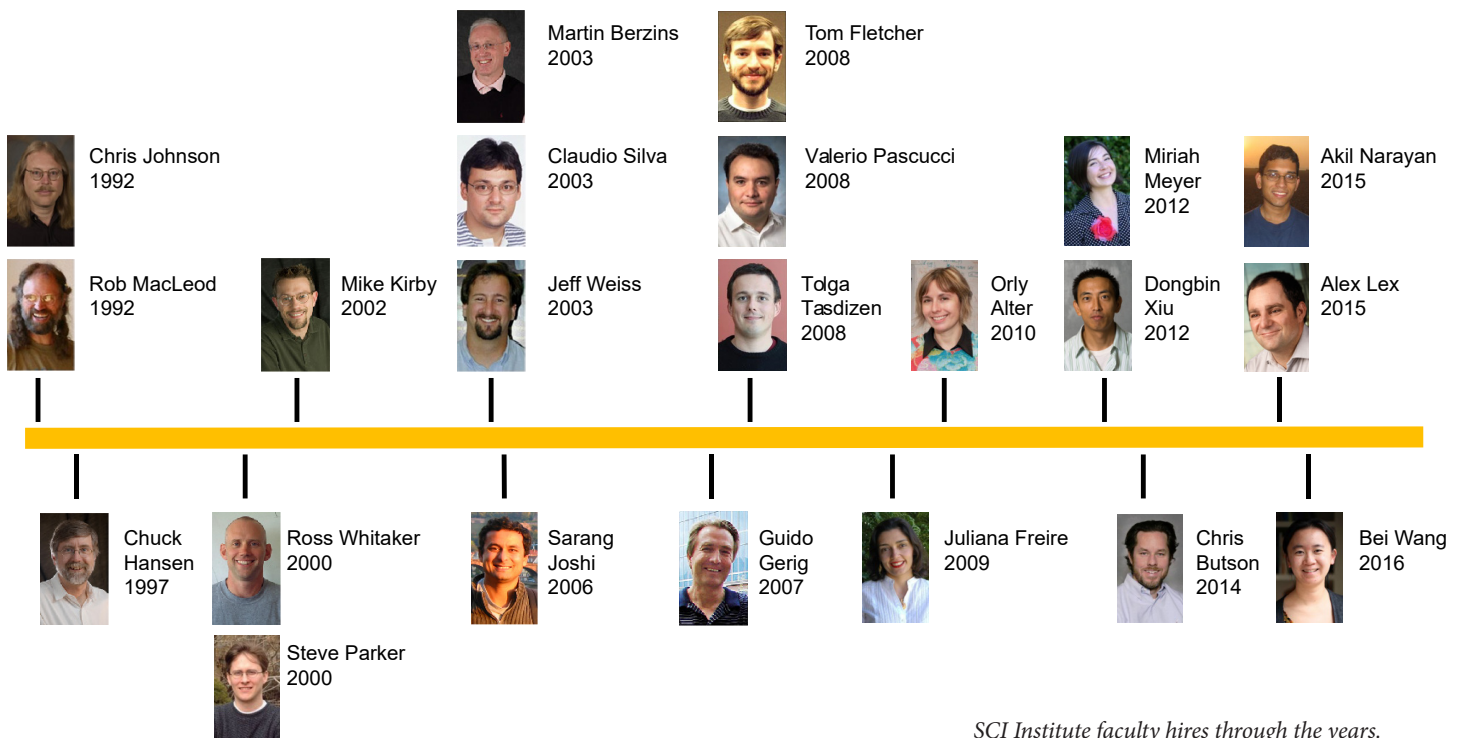 Martin Berzins
2003
Tom Fletcher
2008
Chris Johnson
1992
Claudio Silva
2003
Valerio Pascucci
2008
Miriah
Meyer
2012
Akil Narayan
2015
Rob MacLeod
1992
Mike Kirby
2002
Jeff Weiss
2003
Tolga
Tasdizen
2008
Orly
Alter
2010
Dongbin
Xiu
2012
Alex Lex
2015
Chuck
Hansen
1997
Ross Whitaker
2000
Sarang
Joshi
2006
Guido
Gerig
2007
Juliana Freire
2009
Chris
Butson
2014
Bei Wang
2016
Steve Parker
2000
SCI Institute faculty hires through the years.